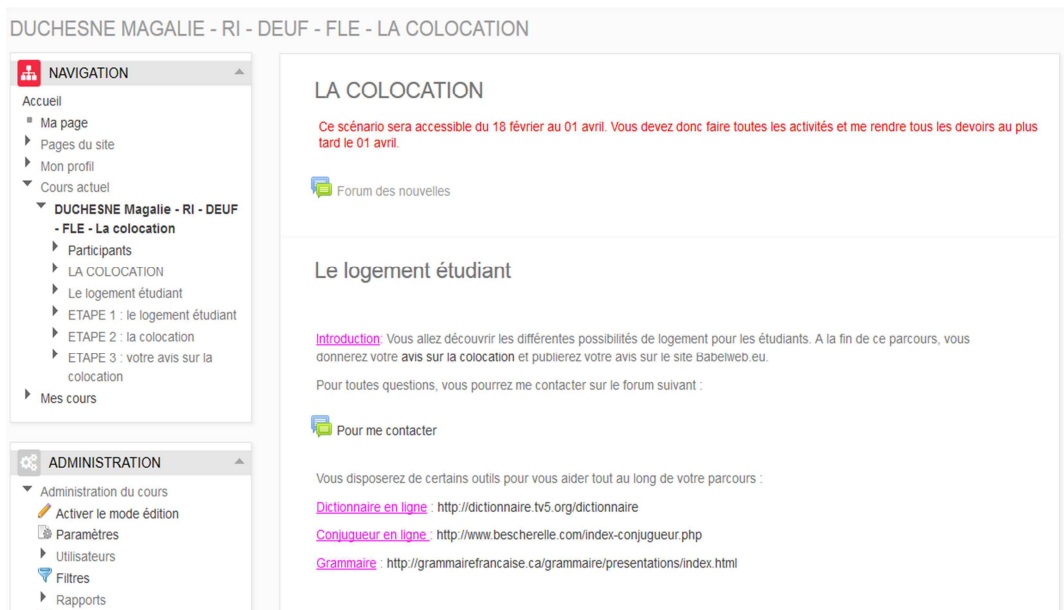 DUCHESNE MAGALIE - RI - DEUF - FLE - LA COLOCATION
NAVIGATION
Accueil
Ma page
Pages du site
Mon profil
Cours actuel
DUCHESNE Magalie - RI - DEUF
- FLE - La colocation
Participants
LA COLOCATION
Le logement étudiant
ETAPE 1 : le logement étudiant
ETAPE 2 : la colocation
ETAPE 3 : votre avis sur la
colocation
Mes cours
ADMINISTRATION
Administration du cours
Activer le mode édition
Paramètres
Utilisateurs
Filtres
Rapports
LA COLOCATION
Ce scénario sera accessible du 18 février au 01 avril. Vous devez donc faire toutes les activités et me rendre tous les devoirs au plus
tard le 01 avril.
Forum des nouvelles
Le logement étudiant
Introduction: Vous allez découvrir les différentes possibilités de logement pour les étudiants. A la fin de ce parcours, vous
donnerez votre avis sur la colocation et publierez votre avis sur le site Babelweb.eu.
Pour toutes questions, vous pourrez me contacter sur le forum suivant :
Pour me contacter
Vous disposerez de certains outils pour vous aider tout au long de votre parcours :
Dictionnaire en ligne : http://dictionnaire.tv5.org/dictionnaire
Conjugueur en ligne : http://www.bescherelle.com/index-conjugueur.php
Grammaire : http://grammairefrancaise.ca/grammaire/presentations/index.html